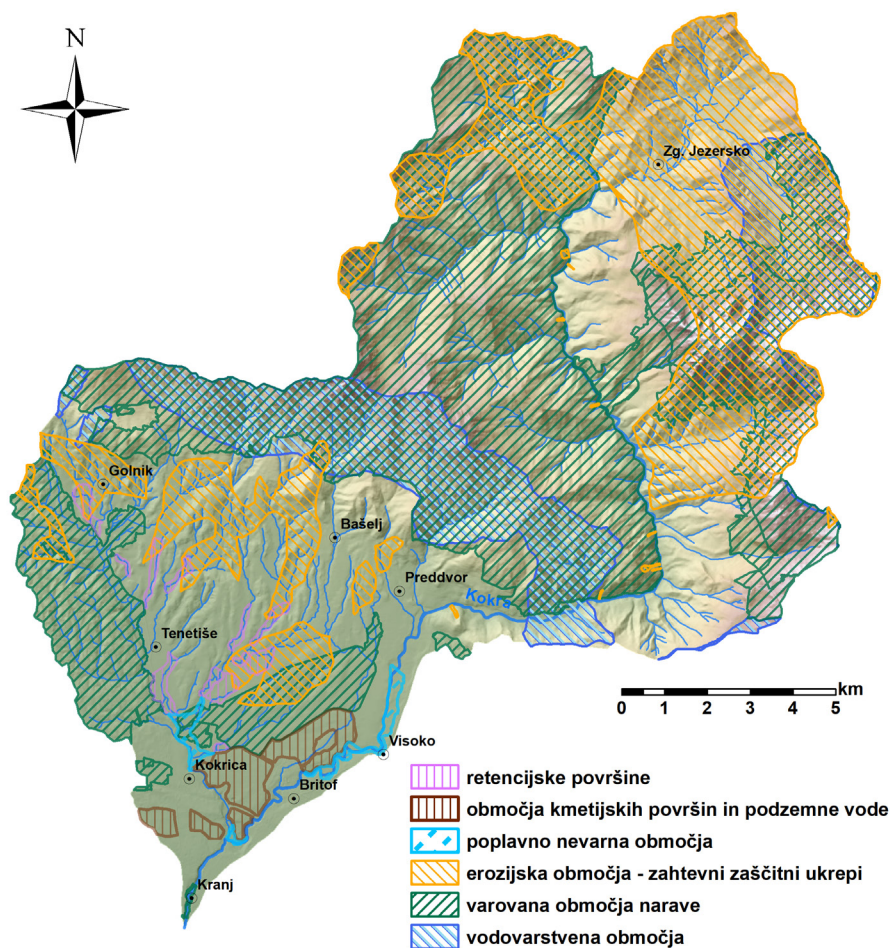 N
Zg. Jezersko
Golnik
Bašelj
Preddvor
Kokra
Tenetiše
km
0 1 2 3 4 5
Visoko
Kokrica
Britof
Kranj
retencijske površine
območja kmetijskih površin in podzemne vode
poplavno nevarna območja
erozijska območja - zahtevni zaščitni ukrepi
varovana območja narave
vodovarstvena območja